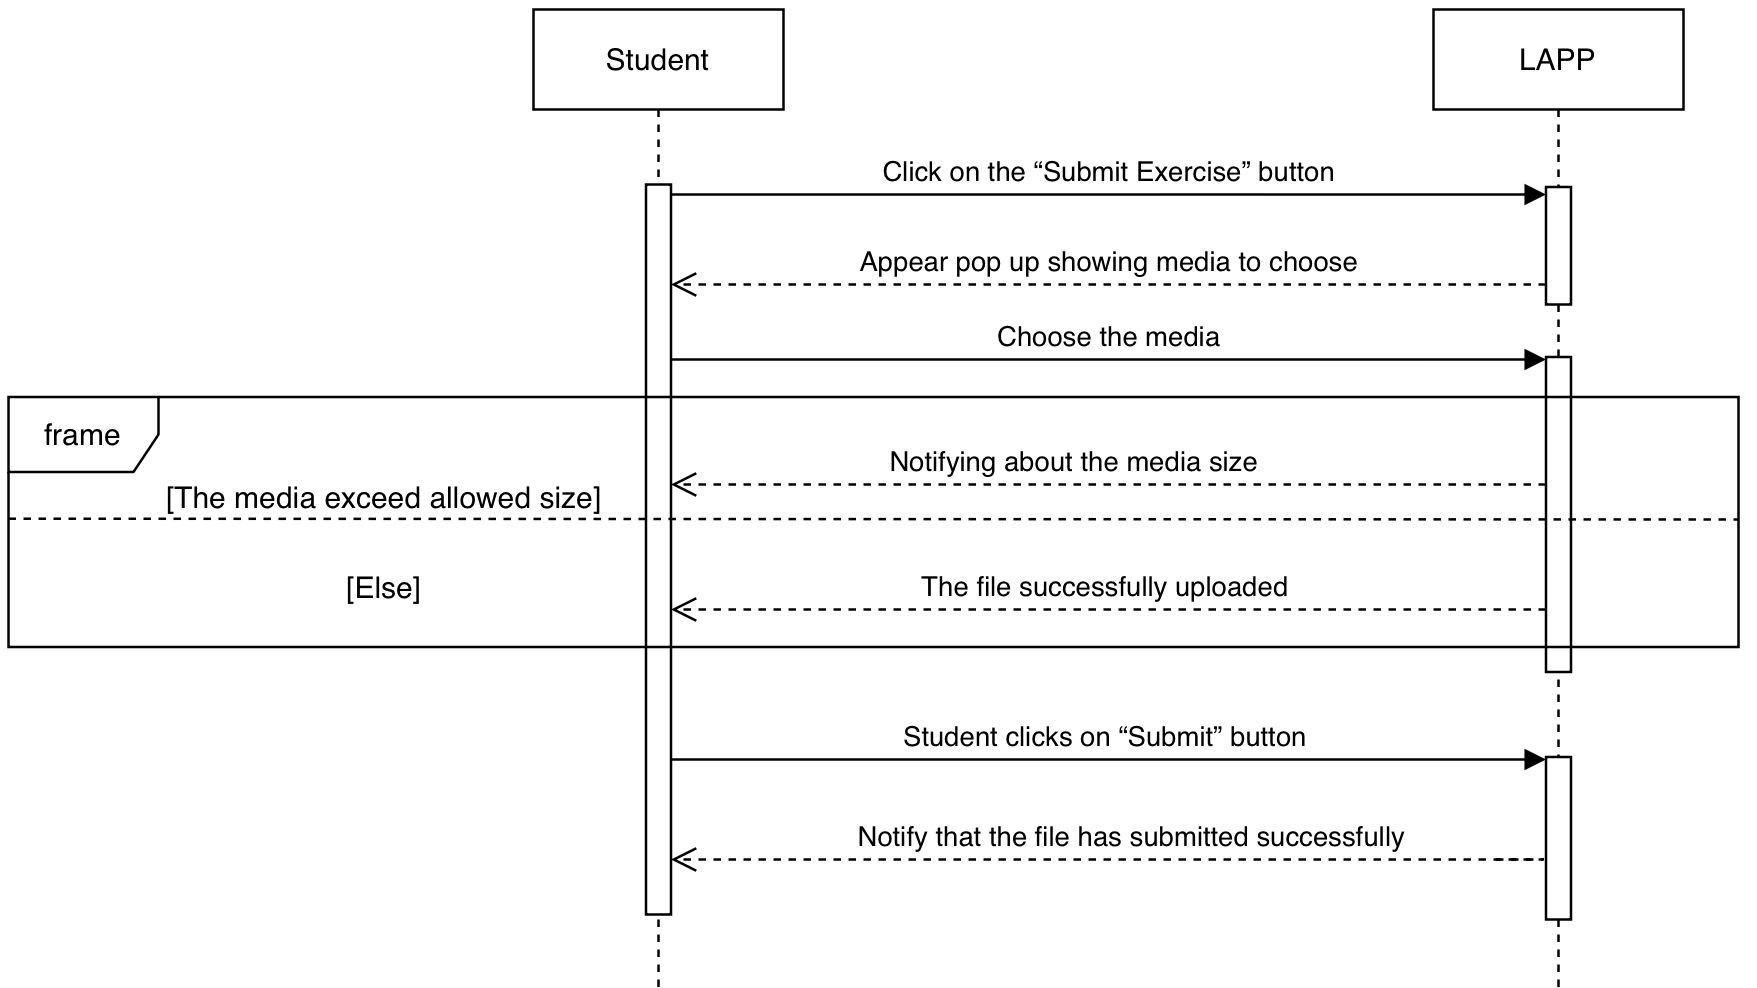 Student
LAPP
Click on the “Submit Exercise” button
Appear pop up showing media to choose
Choose the media
frame
Notifying about the media size
[The media exceed allowed size]
[Else]
The file successfully uploaded
Student clicks on “Submit” button
Notify that the file has submitted successfully